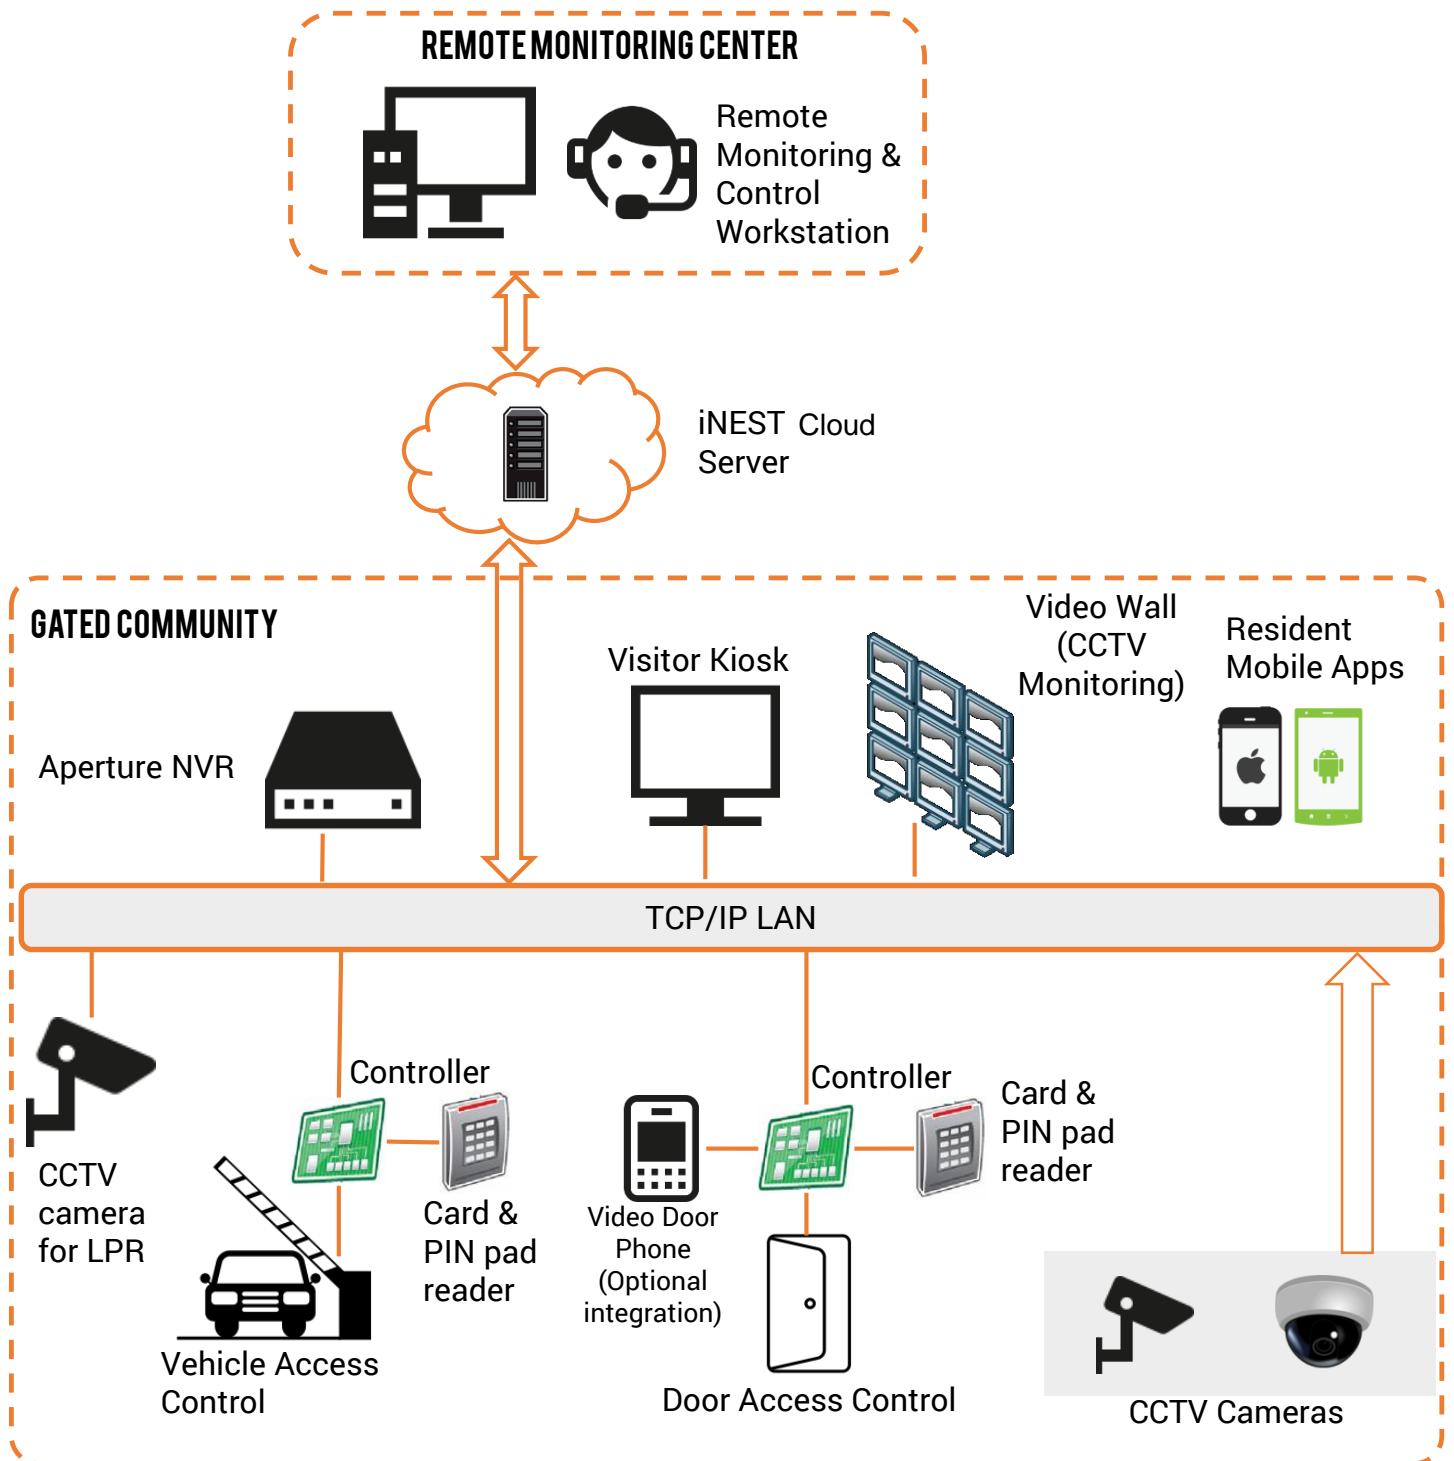 REMOTE MONITORING CENTER
Remote
Monitoring &
Control
Workstation
iNEST Cloud
Server
GATED COMMUNITY
Aperture NVR
Visitor Kiosk
Video Wall
(CCTV
Monitoring)
Resident
Mobile Apps
TCP/IP LAN
CCTV
camera
for LPR
Controller
Card &
PIN pad
reader
Vehicle Access
Control
Video Door
Phone
(Optional
integration)
Controller
Card &
PIN pad
reader
Door Access Control
CCTV Cameras